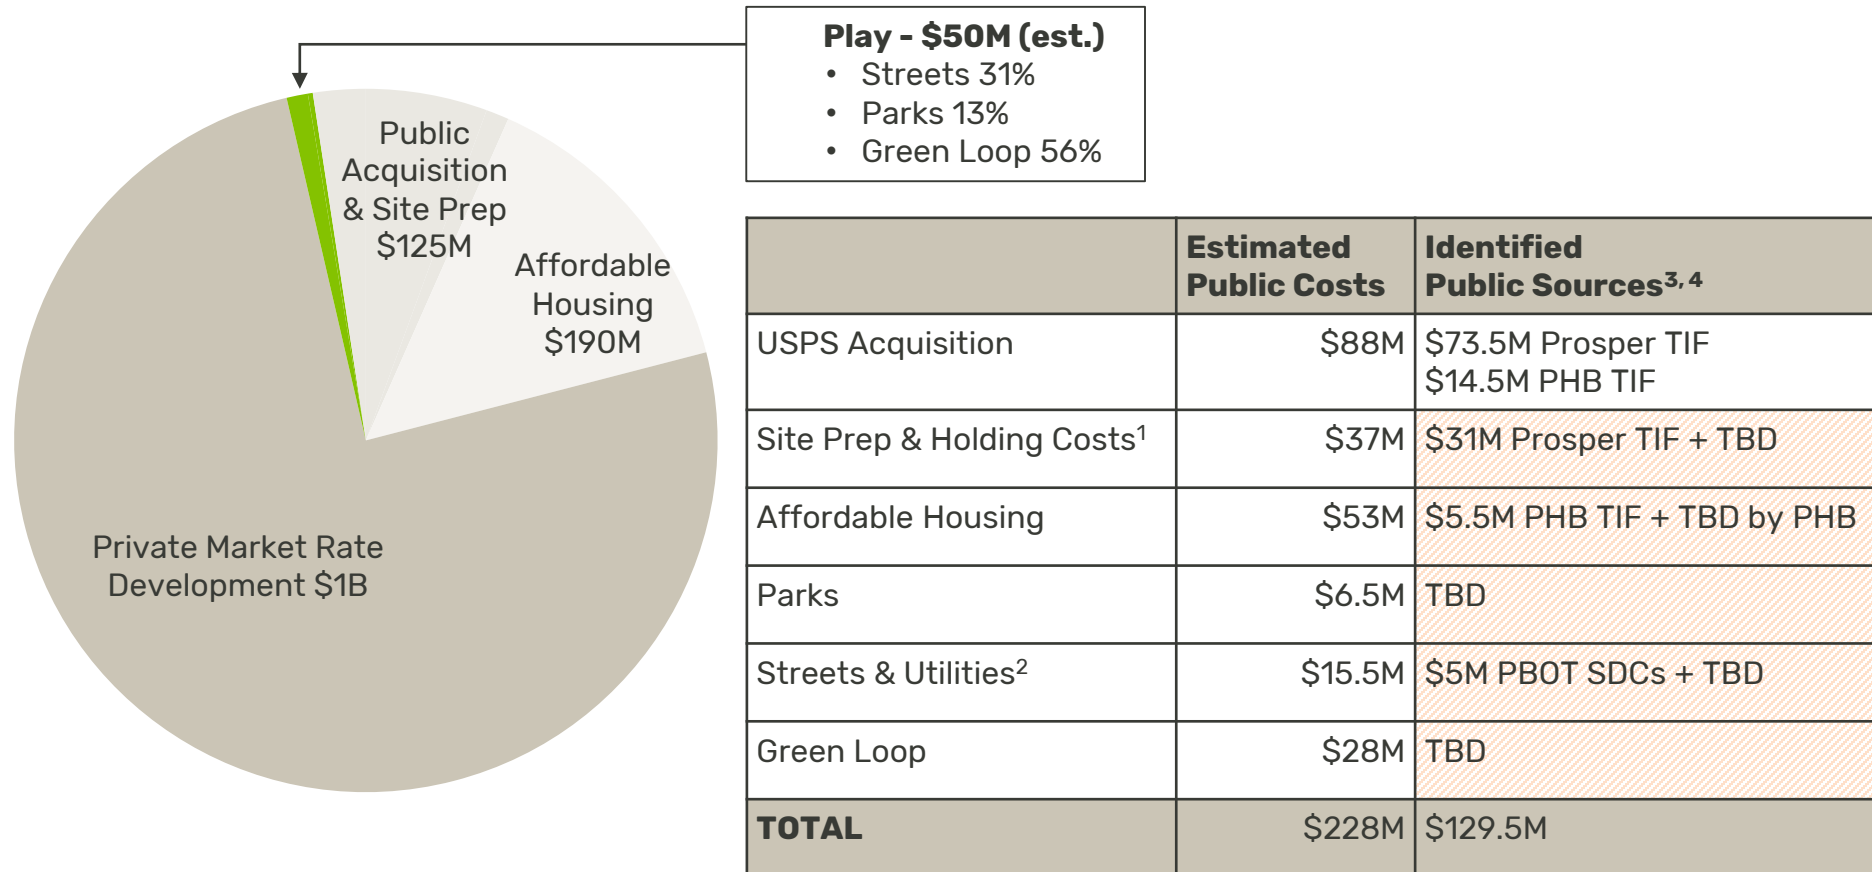 Play - $50M (est.)
• Streets 31%
• Parks 13%
• Green Loop 56%
Public
Acquisition
& Site Prep
$125M
Affordable
Housing
$190M
Private Market Rate
Development $1B
Estimated
Public Costs
Identified
Public Sources³,⁴
USPS Acquisition
$88M
$73.5M Prosper TIF
$14.5M PHB TIF
Site Prep & Holding Costs¹
$37M
$31M Prosper TIF + TBD
Affordable Housing
$53M
$5.5M PHB TIF + TBD by PHB
Parks
$6.5M
TBD
Streets & Utilities²
$15.5M
$5M PBOT SDCs + TBD
Green Loop
$28M
TBD
TOTAL
$228M
$129.5M